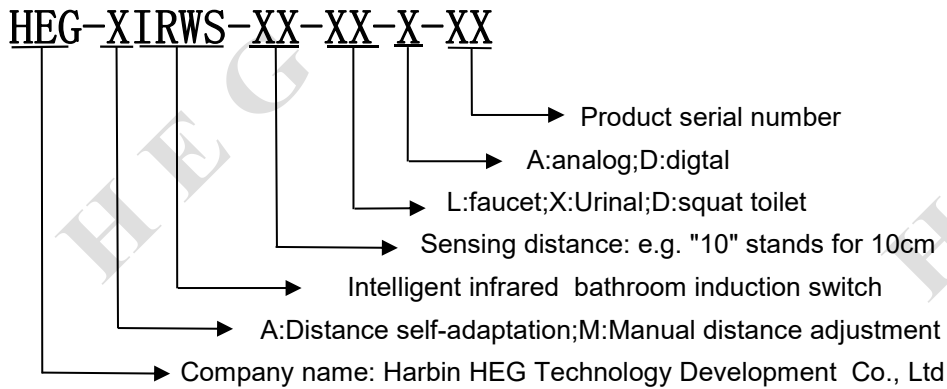 HEG-XIRWS-XX-XX-X-XX
Product serial number
A:analog;D:digtal
L:faucet;X:Urinal;D:squat toilet
Sensing distance: e.g. "10" stands for 10cm
Intelligent infrared bathroom induction switch
A:Distance self-adaptation;M:Manual distance adjustment
Company name: Harbin HEG Technology Development Co., Ltd
H E G
H